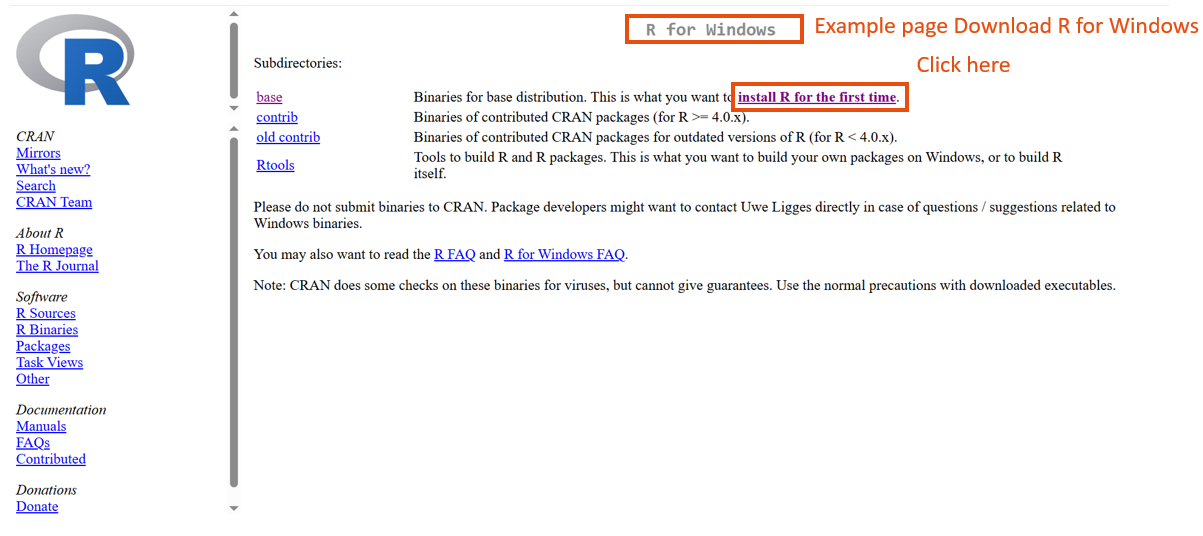 R
R for Windows
Example page Download R for Windows
Click here
CRAN
Mirrors
What's new?
Search
CRAN Team
About R
R Homepage
The R Journal
Software
R Sources
R Binaries
Packages
Task Views
Other
Documentation
Manuals
FAQs
Contributed
Donations
Donate
Subdirectories:
base Binaries for base distribution. This is what you want to install R for the first time.
contrib Binaries of contributed CRAN packages (for R >= 4.0.x).
old contrib Binaries of contributed CRAN packages for outdated versions of R (for R < 4.0.x).
Rtools Tools to build R and R packages. This is what you want to build your own packages on Windows, or to build R
itself.
Please do not submit binaries to CRAN. Package developers might want to contact Uwe Ligges directly in case of questions / suggestions related to
Windows binaries.
You may also want to read the R FAQ and R for Windows FAQ.
Note: CRAN does some checks on these binaries for viruses, but cannot give guarantees. Use the normal precautions with downloaded executables.